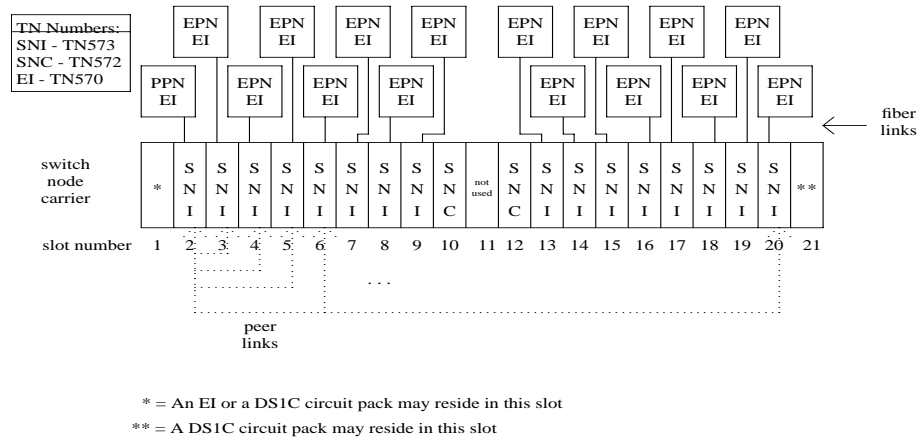 TN Numbers:
SNI - TN573
SNC - TN572
EI - TN570
EPN EPN EPN EPN EPN EPN EPN EPN
EI EI EI EI EI EI EI EI
PPN EPN EPN EPN EPN EPN EPN EPN
EI EI EI EI EI EI EI EI
fiber
links
switch
node
carrier
* 
S S S S S S S S S S S S S S S S S S
N N N N N N N N N not N N N N N N N N N
used
I I I I I I I I C C I I I I I I I I
**
slot number 1 2 3 4 5 6 7 8 9 10 11 12 13 14 15 16 17 18 19 20 21
. . .
peer
links
* = An EI or a DS1C circuit pack may reside in this slot
** = A DS1C circuit pack may reside in this slot